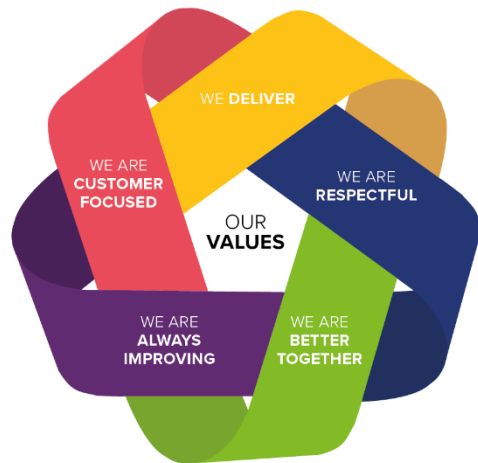 WE DELIVER
WE ARE
CUSTOMER
FOCUSED
WE ARE
RESPECTFUL
OUR
VALUES
WE ARE
ALWAYS
IMPROVING
WE ARE
BETTER
TOGETHER